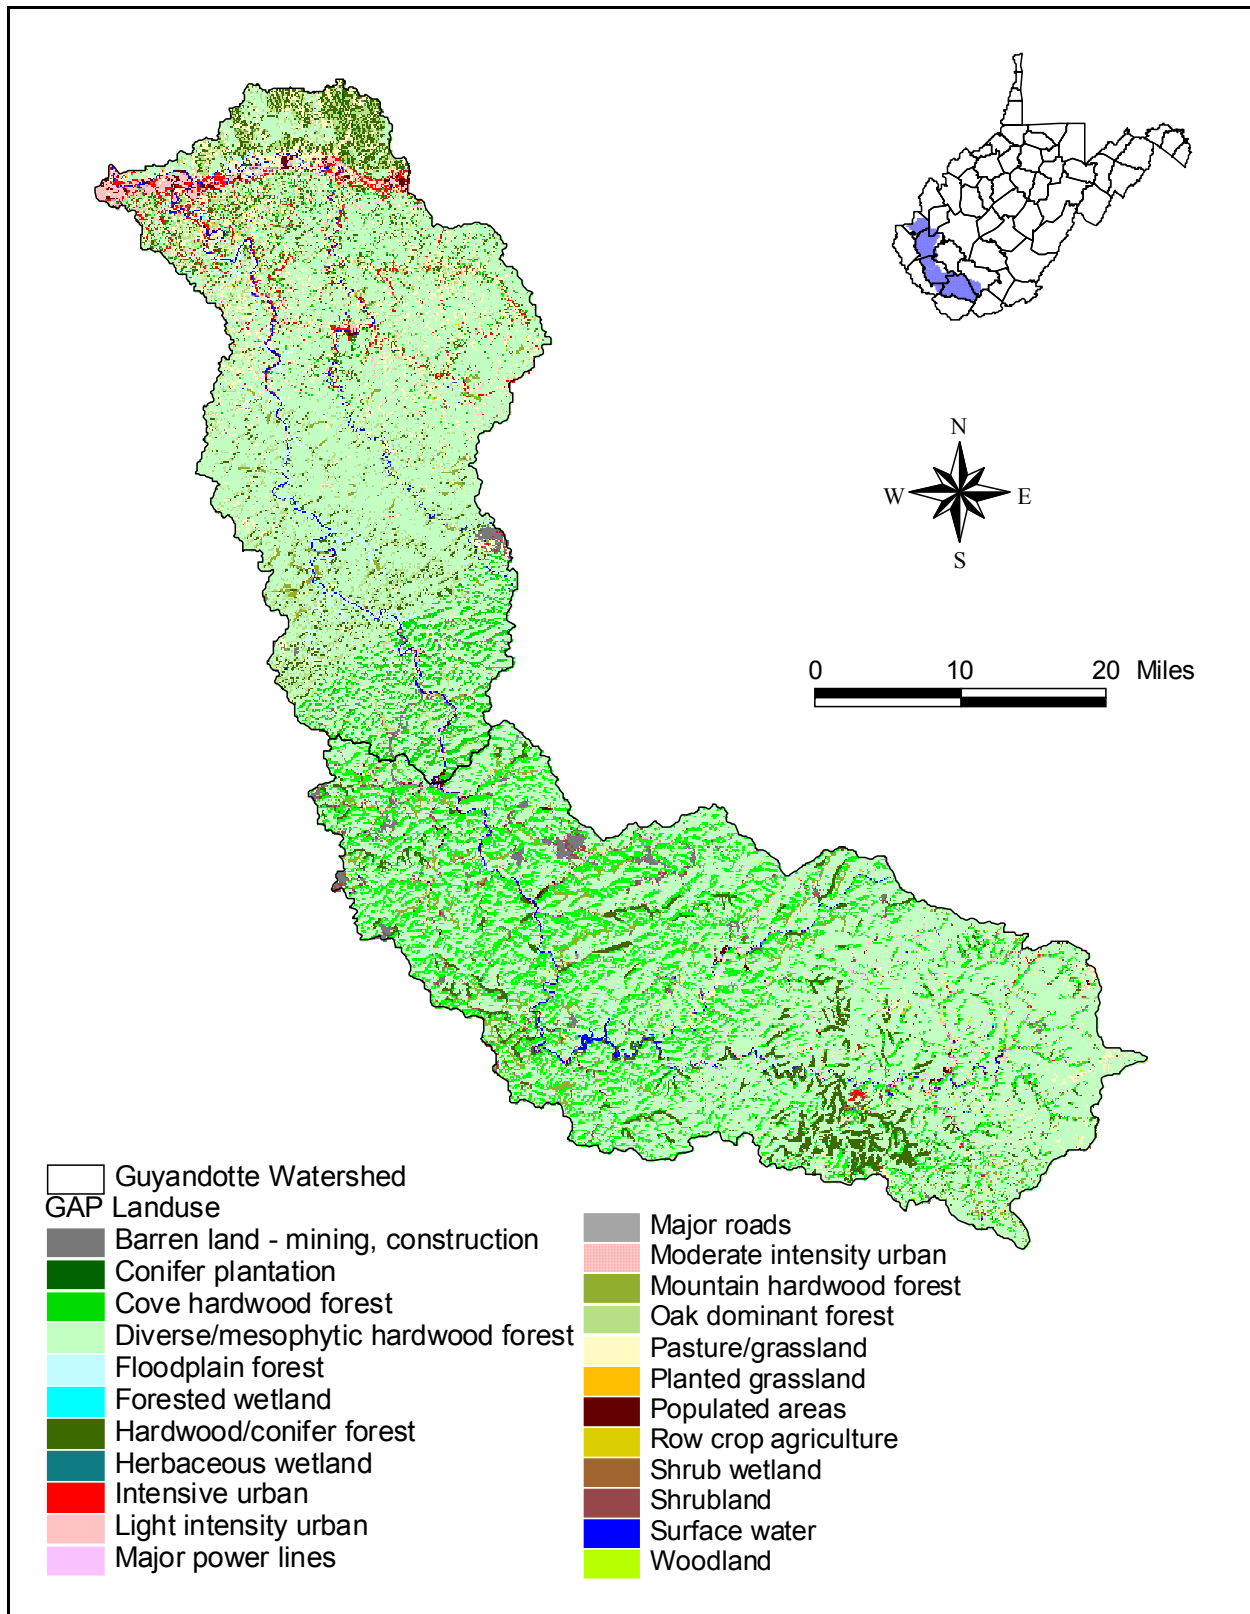 N
W E
S
0 10 20 Miles
Guyandotte Watershed
GAP Landuse
Barren land - mining, construction
Conifer plantation
Cove hardwood forest
Diverse/mesophytic hardwood forest
Floodplain forest
Forested wetland
Hardwood/conifer forest
Herbaceous wetland
Intensive urban
Light intensity urban
Major power lines
Major roads
Moderate intensity urban
Mountain hardwood forest
Oak dominant forest
Pasture/grassland
Planted grassland
Populated areas
Row crop agriculture
Shrub wetland
Shrubland
Surface water
Woodland